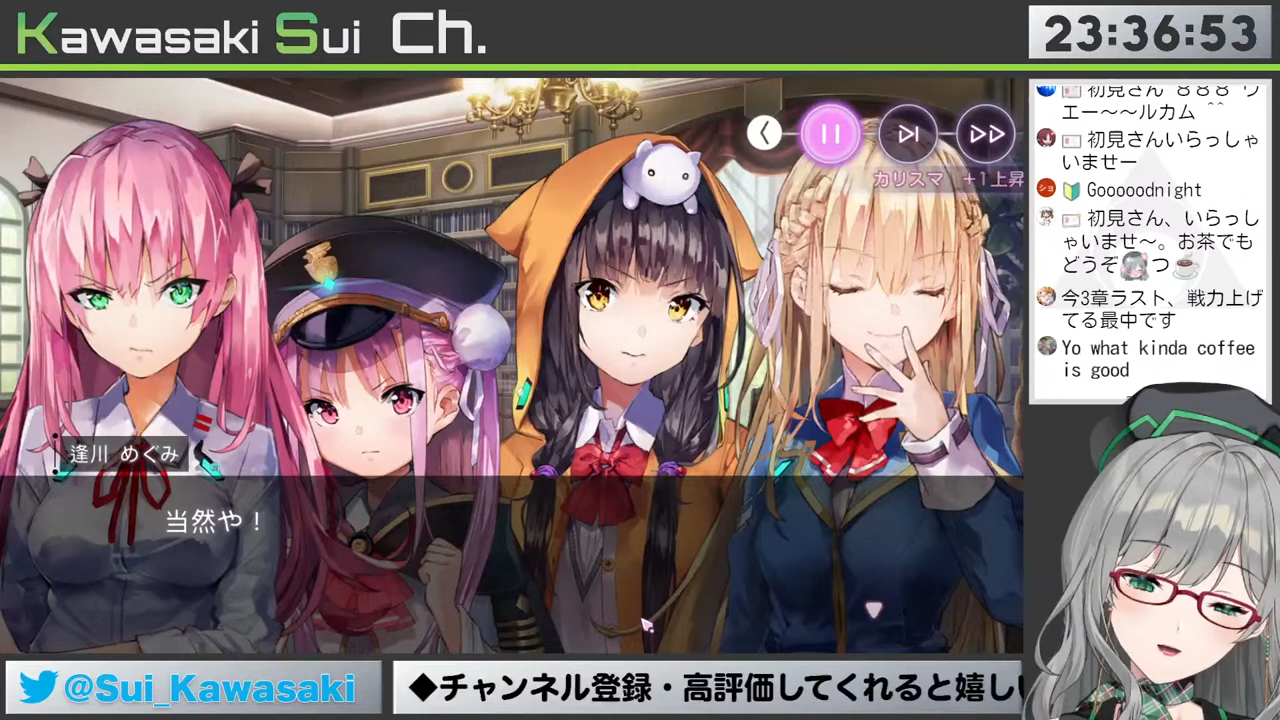 Kawasaki Sui Ch.
23:36:53
カリスマ +1上昇
逢川 めぐみ
当然や！
初見さん 888 ウ
エ～～ルカム ^^
初見さんいらっしゃ
いませー
Gooooodnight
初見さん、いらっし
ゃいませ～。お茶でも
どうぞ つ
今3章ラスト、戦力上げ
てる最中です
Yo what kinda coffee
is good
@Sui_Kawasaki
◆チャンネル登録・高評価してくれると嬉しい